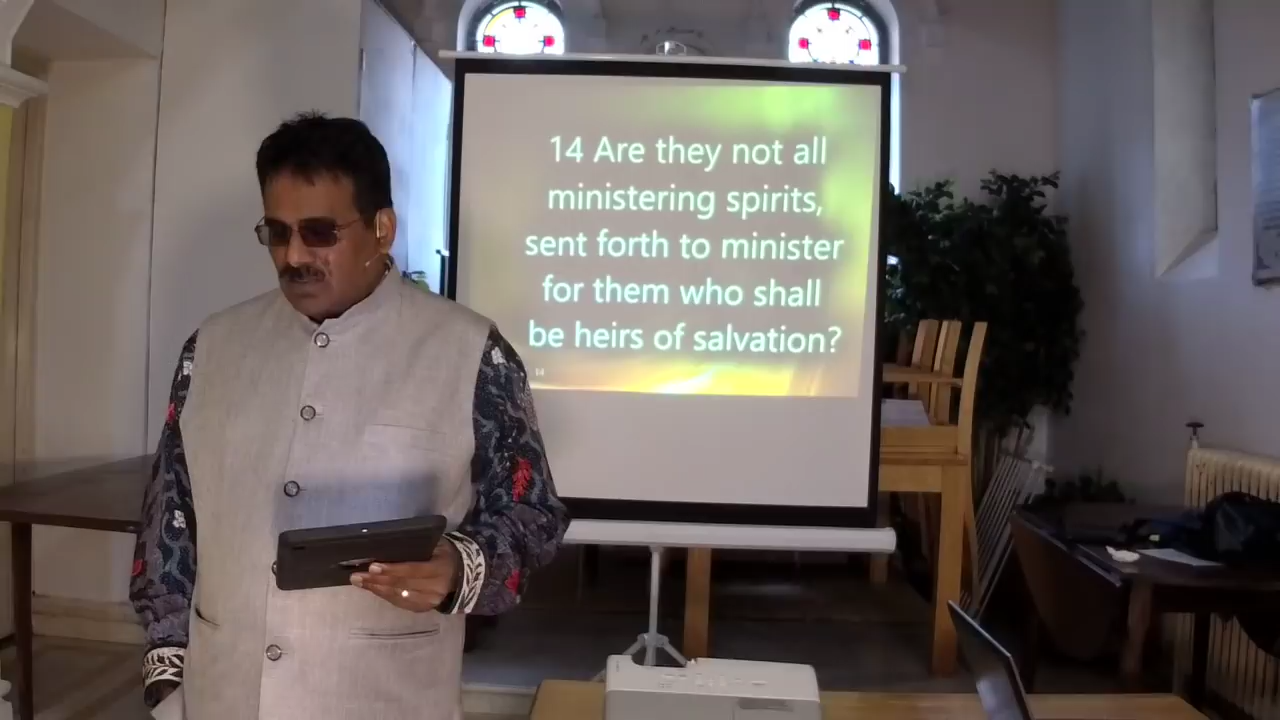 14 Are they not all
ministering spirits,
sent forth to minister
for them who shall
be heirs of salvation?
14